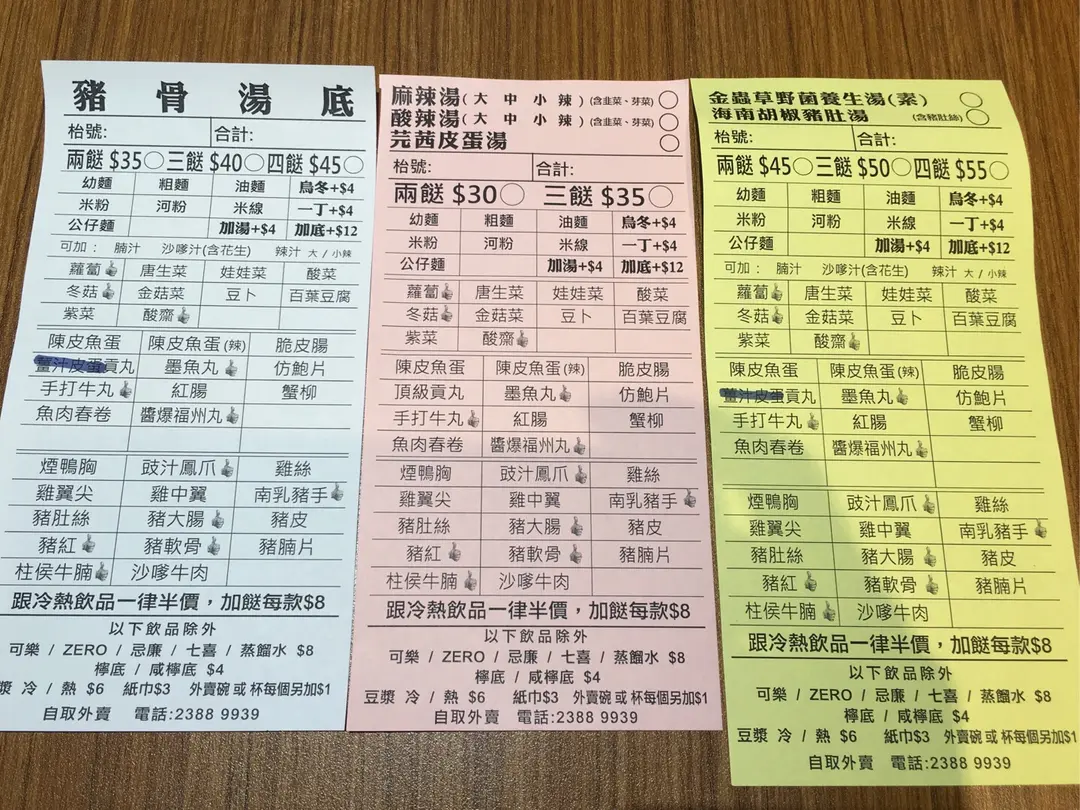 豬骨湯底
枱號: 合計:
兩餸 $35○ 三餸 $40○ 四餸 $45○
幼麵 粗麵 油麵 烏冬+$4
米粉 河粉 米線 一丁+$4
公仔麵 加湯+$4 加底+$12
可加: 腩汁 沙嗲汁(含花生) 辣汁 大 / 小辣
蘿蔔 唐生菜 娃娃菜 酸菜
冬菇 金菇菜 豆卜 百葉豆腐
紫菜 酸齋
陳皮魚蛋 陳皮魚蛋(辣) 脆皮腸
薑汁皮蛋貢丸 墨魚丸 仿鮑片
手打牛丸 紅腸 蟹柳
魚肉春卷 醬爆福州丸
煙鴨胸 豉汁鳳爪 雞絲
雞翼尖 雞中翼 南乳豬手
豬肚絲 豬大腸 豬皮
豬紅 豬軟骨 豬腩片
柱侯牛腩 沙嗲牛肉
跟冷熱飲品一律半價，加餸每款$8
以下飲品除外
可樂 / ZERO / 忌廉 / 七喜 / 蒸餾水 $8
檸底 / 咸檸底 $4
漿 冷 / 熱 $6 紙巾$3 外賣碗 或 杯每個另加$1
自取外賣 電話:2388 9939
麻辣湯(大 中 小 辣)(含韭菜、芽菜)○
酸辣湯(大 中 小 辣)(含韭菜、芽菜)○
芫茜皮蛋湯 ○
枱號: 合計:
兩餸 $30○ 三餸 $35○
幼麵 粗麵 油麵 烏冬+$4
米粉 河粉 米線 一丁+$4
公仔麵 加湯+$4 加底+$12
蘿蔔 唐生菜 娃娃菜 酸菜
冬菇 金菇菜 豆卜 百葉豆腐
紫菜 酸齋
陳皮魚蛋 陳皮魚蛋(辣) 脆皮腸
頂級貢丸 墨魚丸 仿鮑片
手打牛丸 紅腸 蟹柳
魚肉春卷 醬爆福州丸
煙鴨胸 豉汁鳳爪 雞絲
雞翼尖 雞中翼 南乳豬手
豬肚絲 豬大腸 豬皮
豬紅 豬軟骨 豬腩片
柱侯牛腩 沙嗲牛肉
跟冷熱飲品一律半價，加餸每款$8
以下飲品除外
可樂 / ZERO / 忌廉 / 七喜 / 蒸餾水 $8
檸底 / 咸檸底 $4
豆漿 冷 / 熱 $6 紙巾$3 外賣碗 或 杯每個另加$1
自取外賣 電話:2388 9939
金蟲草野菌養生湯(素) ○
海南胡椒豬肚湯 (含豬肚絲)○
枱號: 合計:
兩餸 $45○ 三餸 $50○ 四餸 $55○
幼麵 粗麵 油麵 烏冬+$4
米粉 河粉 米線 一丁+$4
公仔麵 加湯+$4 加底+$12
可加: 腩汁 沙嗲汁(含花生) 辣汁 大 / 小辣
蘿蔔 唐生菜 娃娃菜 酸菜
冬菇 金菇菜 豆卜 百葉豆腐
紫菜 酸齋
陳皮魚蛋 陳皮魚蛋(辣) 脆皮腸
薑汁皮蛋貢丸 墨魚丸 仿鮑片
手打牛丸 紅腸 蟹柳
魚肉春卷 醬爆福州丸
煙鴨胸 豉汁鳳爪 雞絲
雞翼尖 雞中翼 南乳豬手
豬肚絲 豬大腸 豬皮
豬紅 豬軟骨 豬腩片
柱侯牛腩 沙嗲牛肉
跟冷熱飲品一律半價，加餸每款$8
以下飲品除外
可樂 / ZERO / 忌廉 / 七喜 / 蒸餾水 $8
檸底 / 咸檸底 $4
豆漿 冷 / 熱 $6 紙巾$3 外賣碗 或 杯每個另加$1
自取外賣 電話:2388 9939